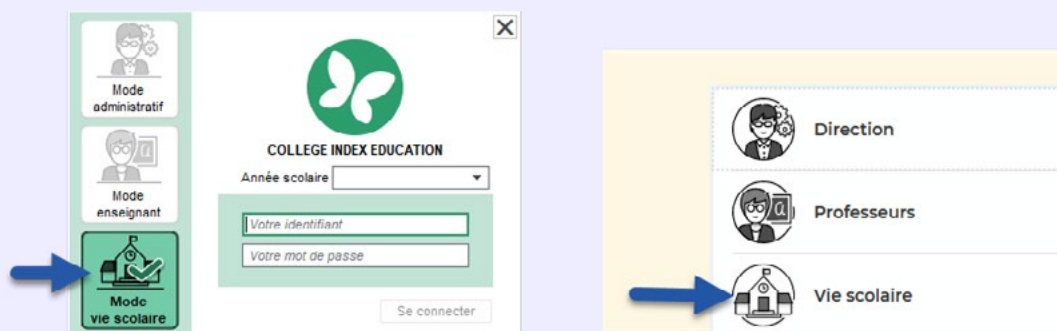 Mode
administratif
Mode
enseignant
Mode
vie scolaire
COLLEGE INDEX EDUCATION
Année scolaire
Votre identifiant
Votre mot de passe
Se connecter
Direction
a
Professeurs
Vie scolaire